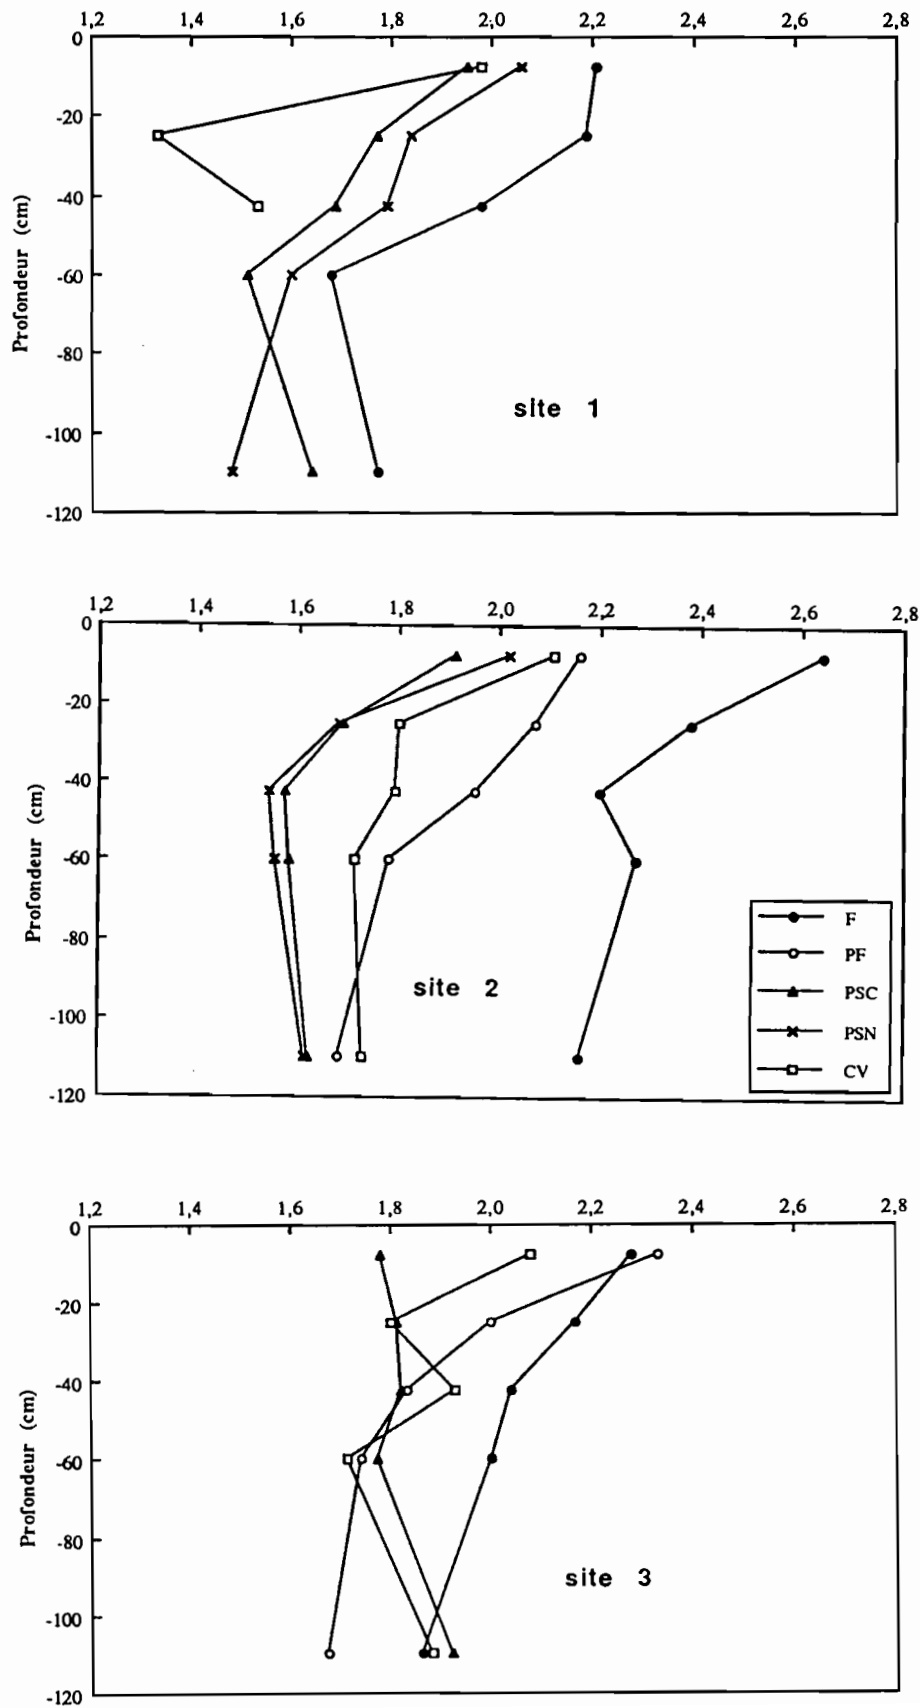 1,2 1,4 1,6 1,8 2,0 2,2 2,4 2,6 2,8
0
-20
-40
-60
-80
-100
-120
Profondeur (cm)
site 1
1,2 1,4 1,6 1,8 2,0 2,2 2,4 2,6 2,8
0
-20
-40
-60
-80
-100
-120
Profondeur (cm)
site 2
F
PF
PSC
PSN
CV
1,2 1,4 1,6 1,8 2,0 2,2 2,4 2,6 2,8
0
-20
-40
-60
-80
-100
-120
Profondeur (cm)
site 3